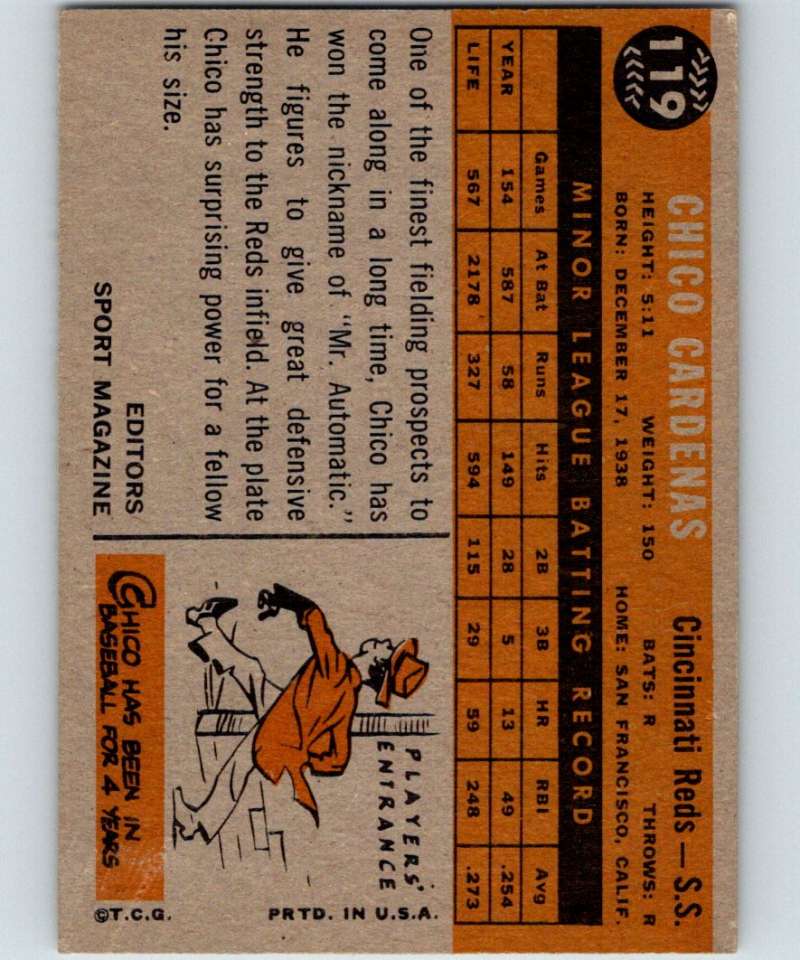 119
CHICO CARDENAS Cincinnati Reds — S.S.
HEIGHT: 5:11 WEIGHT: 150 BATS: R THROWS: R
BORN: DECEMBER 17, 1938 HOME: SAN FRANCISCO, CALIF.
MINOR LEAGUE BATTING RECORD
Games At Bat Runs Hits 2B 3B HR RBI Avg
YEAR 154 587 58 149 28 5 13 49 .254
LIFE 567 2178 327 594 115 29 59 248 .273
One of the finest fielding prospects to
come along in a long time, Chico has
won the nickname of "Mr. Automatic."
He figures to give great defensive
strength to the Reds infield. At the plate
Chico has surprising power for a fellow
his size.
EDITORS
SPORT MAGAZINE
PLAYERS'
ENTRANCE
CHICO HAS BEEN IN
BASEBALL FOR 4 YEARS
©T.C.G. PRTD. IN U.S.A.